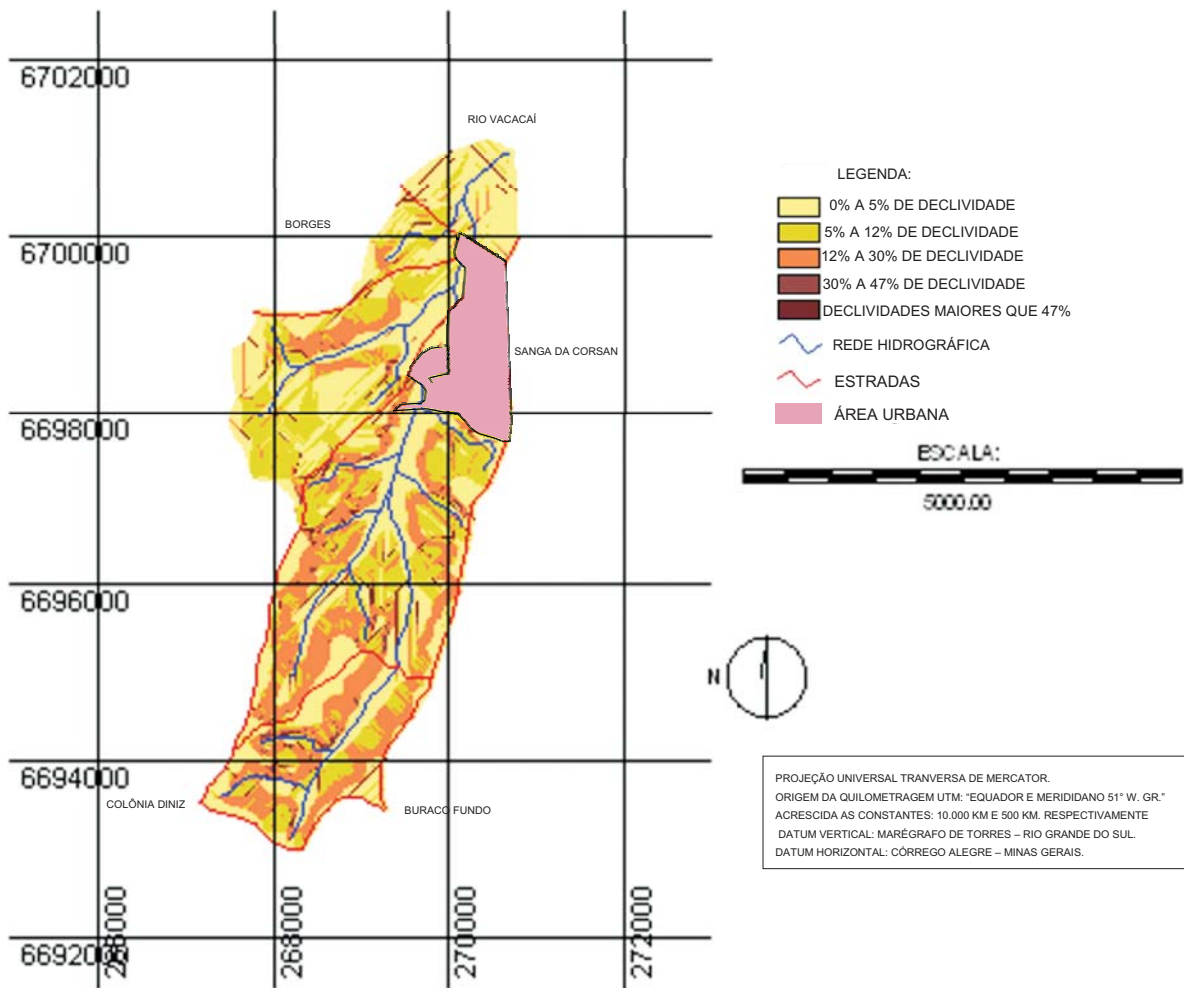 6702000
RIO VACACAÍ
LEGENDA:
0% A 5% DE DECLIVIDADE
5% A 12% DE DECLIVIDADE
12% A 30% DE DECLIVIDADE
30% A 47% DE DECLIVIDADE
DECLIVIDADES MAIORES QUE 47%
REDE HIDROGRÁFICA
ESTRADAS
ÁREA URBANA
BORGES
6700000
SANGA DA CORSAN
6698000
ESCALA:
5000.00
6696000
N
6694000
COLÔNIA DINIZ
BURACO FUNDO
PROJEÇÃO UNIVERSAL TRANVERSA DE MERCATOR.
ORIGEM DA QUILOMETRAGEM UTM: “EQUADOR E MERIDIDANO 51° W. GR.”
ACRESCIDA AS CONSTANTES: 10.000 KM E 500 KM. RESPECTIVAMENTE
DATUM VERTICAL: MARÉGRAFO DE TORRES – RIO GRANDE DO SUL.
DATUM HORIZONTAL: CÓRREGO ALEGRE – MINAS GERAIS.
6692000
268000
270000
272000